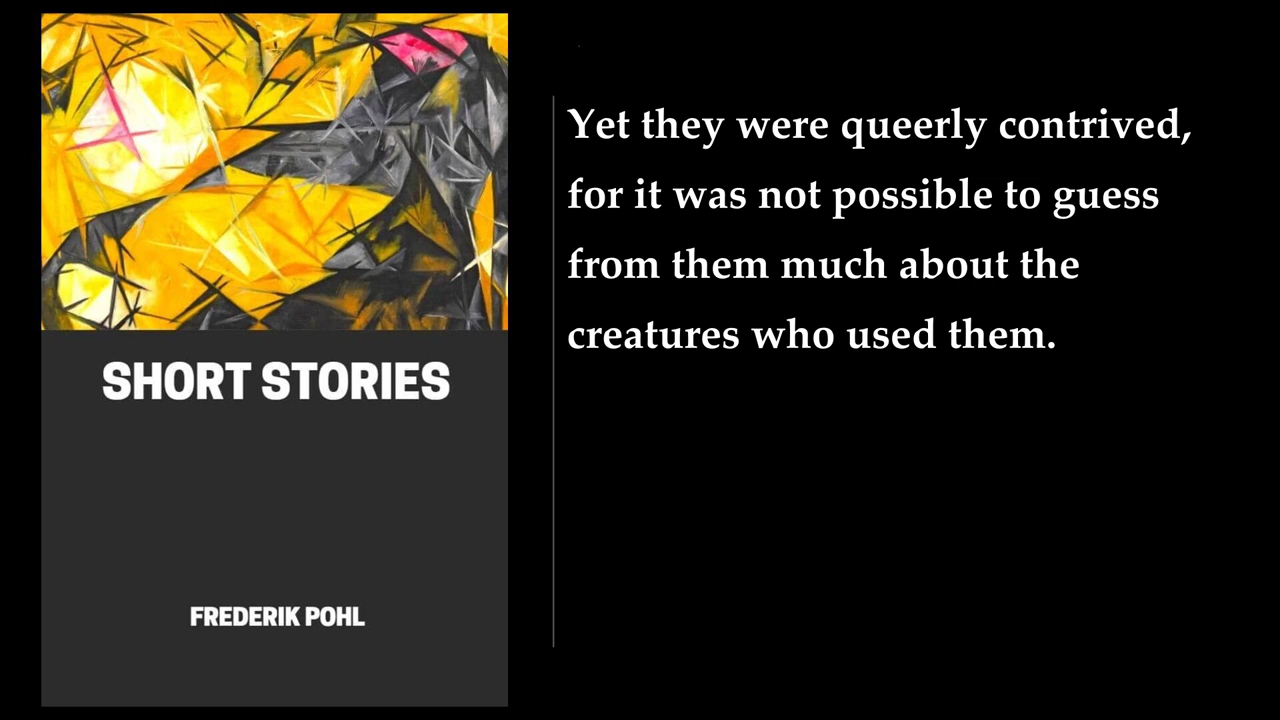 SHORT STORIES
FREDERIK POHL
Yet they were queerly contrived,
for it was not possible to guess
from them much about the
creatures who used them.